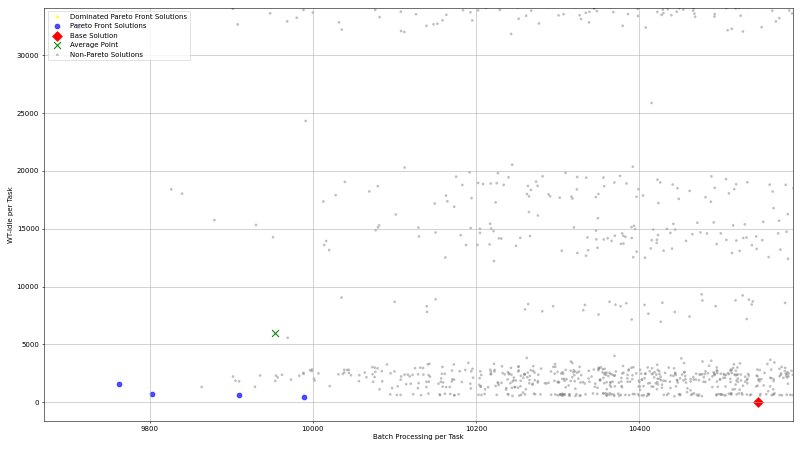 Dominated Pareto Front Solutions
Pareto Front Solutions
Base Solution
Average Point
Non-Pareto Solutions
30000
25000
20000
15000
10000
5000
0
WT-Idle per Task
9800
10000
10200
10400
Batch Processing per Task